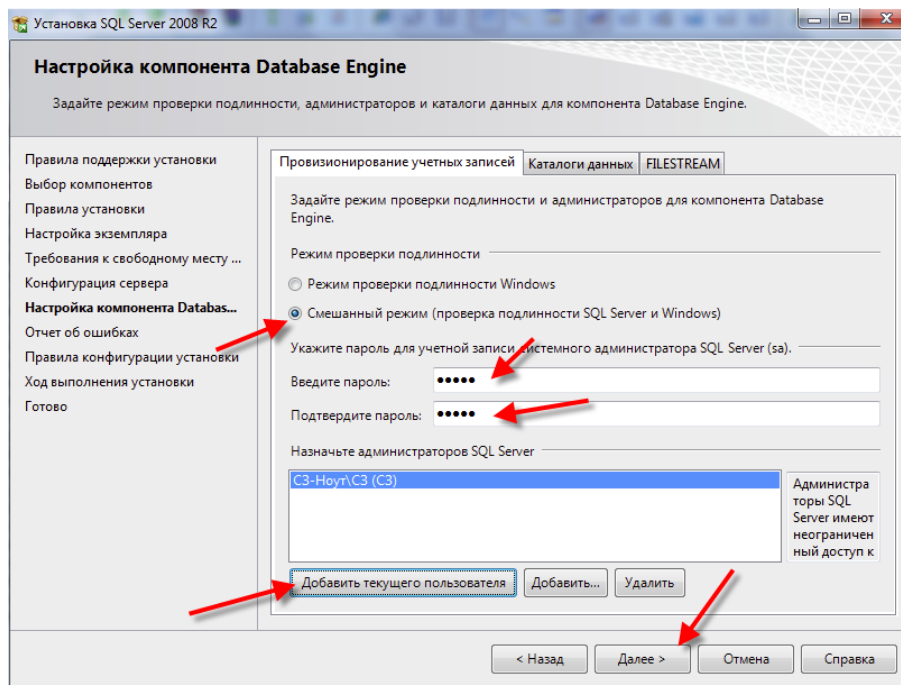 Установка SQL Server 2008 R2
Настройка компонента Database Engine
Задайте режим проверки подлинности, администраторов и каталоги данных для компонента Database Engine.
Правила поддержки установки
Выбор компонентов
Правила установки
Настройка экземпляра
Требования к свободному месту ...
Конфигурация сервера
Настройка компонента Databas...
Отчет об ошибках
Правила конфигурации установки
Ход выполнения установки
Готово
Провизионирование учетных записей
Каталоги данных
FILESTREAM
Задайте режим проверки подлинности и администраторов для компонента Database
Engine.
Режим проверки подлинности
Режим проверки подлинности Windows
Смешанный режим (проверка подлинности SQL Server и Windows)
Укажите пароль для учетной записи системного администратора SQL Server (sa).
Введите пароль: •••••
Подтвердите пароль: •••••
Назначьте администраторов SQL Server
СЗ-Ноут\СЗ (СЗ)
Администра
торы SQL
Server имеют
неограничен
ный доступ к
Добавить текущего пользователя
Добавить...
Удалить
< Назад
Далее >
Отмена
Справка